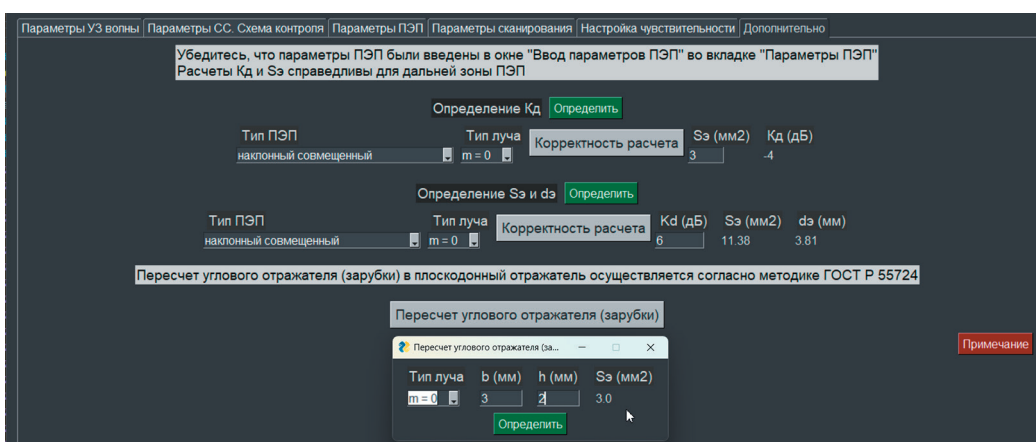 Параметры УЗ волны Параметры СС. Схема контроля Параметры ПЭП Параметры сканирования Настройка чувствительности Дополнительно
Убедитесь, что параметры ПЭП были введены в окне "Ввод параметров ПЭП" во вкладке "Параметры ПЭП"
Расчеты Кд и Sэ справедливы для дальней зоны ПЭП
Определение Кд Определить
Тип ПЭП Тип луча Корректность расчета Sэ (мм2) Кд (дБ)
наклонный совмещенный m = 0 3 -4
Определение Sэ и dэ Определить
Тип ПЭП Тип луча Корректность расчета Kd (дБ) Sэ (мм2) dэ (мм)
наклонный совмещенный m = 0 6 11.38 3.81
Пересчет углового отражателя (зарубки) в плоскодонный отражатель осуществляется согласно методике ГОСТ Р 55724
Пересчет углового отражателя (зарубки)
Примечание
Пересчет углового отражателя (за...
Тип луча b (мм) h (мм) Sэ (мм2)
m = 0 3 2 3.0
Определить